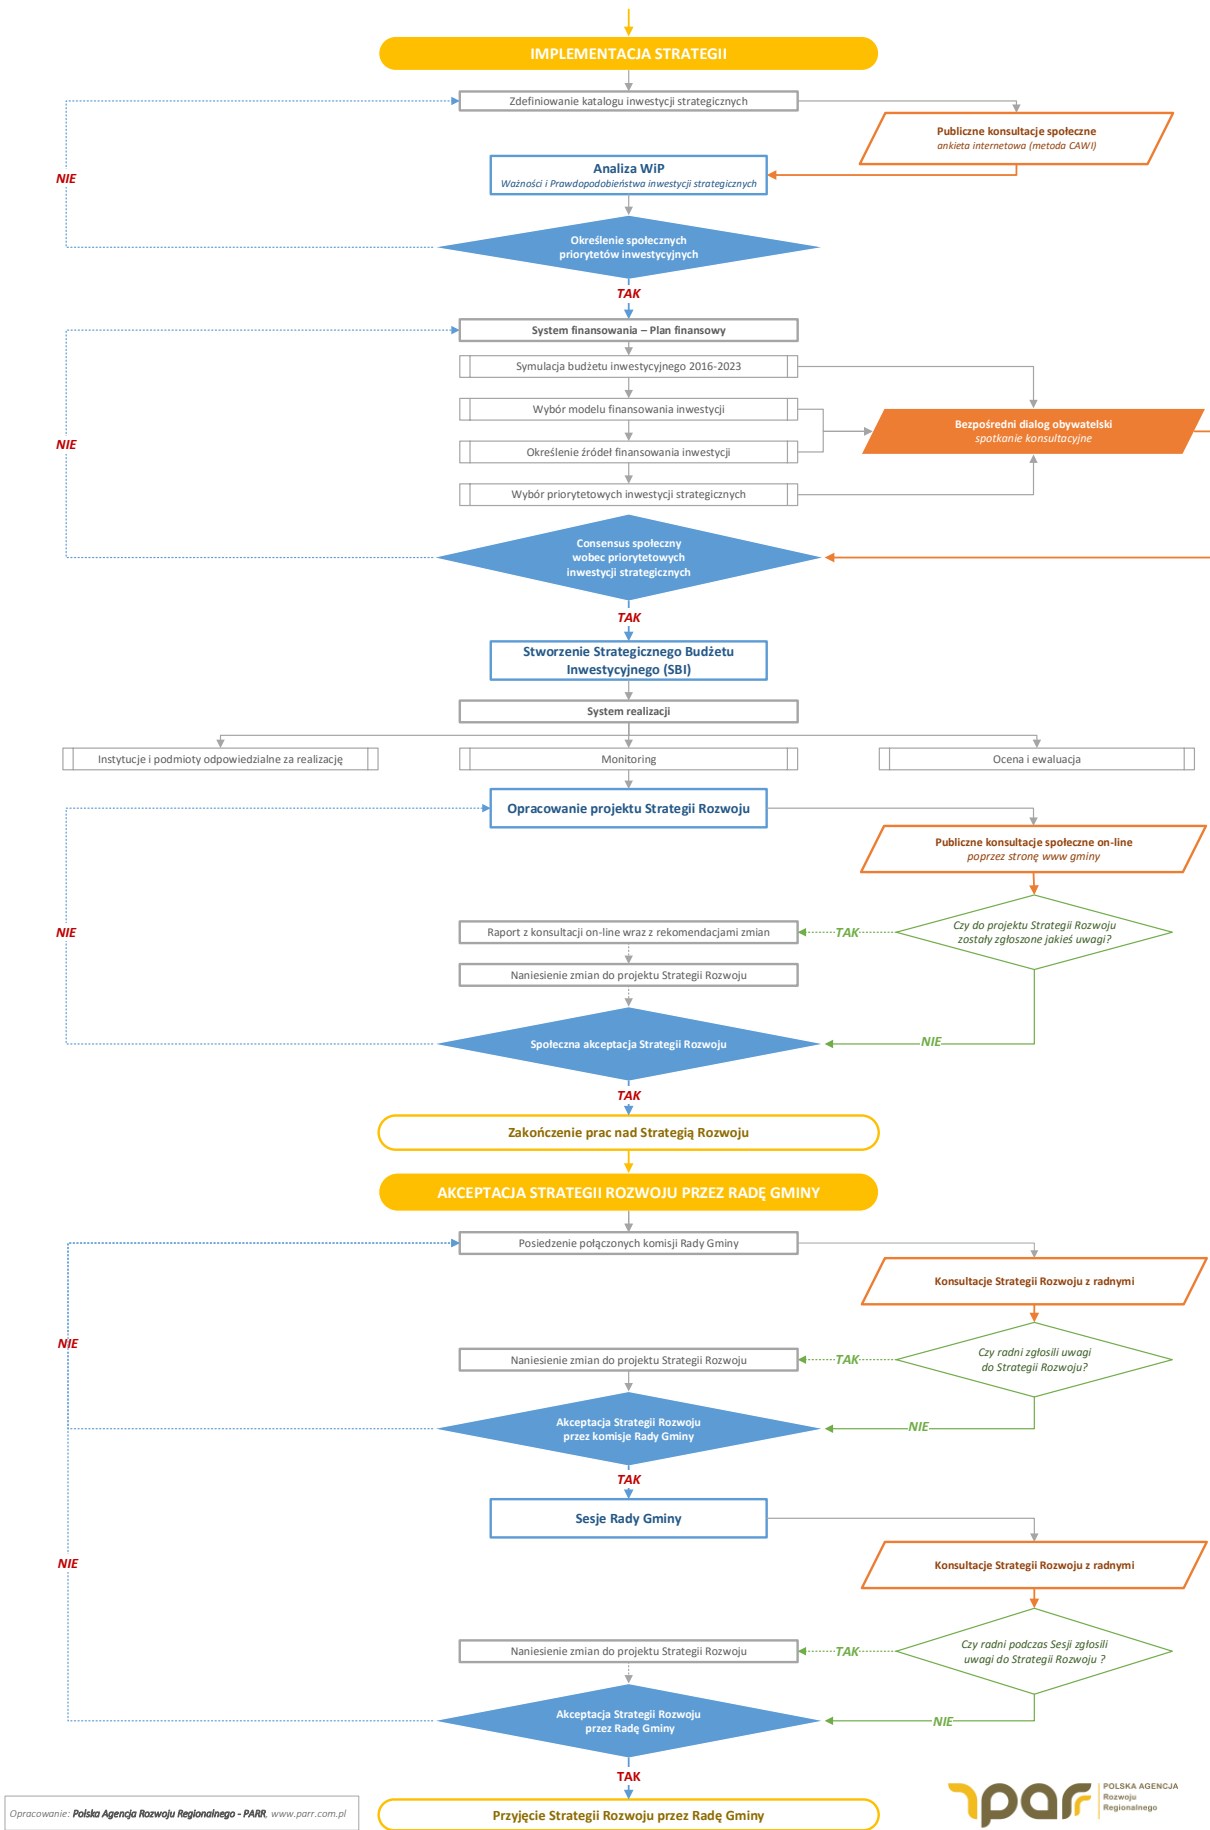 IMPLEMENTACJA STRATEGII
Zdefiniowanie katalogu inwestycji strategicznych
Publiczne konsultacje społeczne
ankieta internetowa (metoda CAWI)
Analiza WiP
Ważności i Prawdopodobieństwa inwestycji strategicznych
NIE
Określenie społecznych
priorytetów inwestycyjnych
TAK
System finansowania – Plan finansowy
Symulacja budżetu inwestycyjnego 2016-2023
Wybór modelu finansowania inwestycji
Bezpośredni dialog obywatelski
spotkanie konsultacyjne
NIE
Określenie źródeł finansowania inwestycji
Wybór priorytetowych inwestycji strategicznych
Consensus społeczny
wobec priorytetowych
inwestycji strategicznych
TAK
Stworzenie Strategicznego Budżetu
Inwestycyjnego (SBI)
System realizacji
Instytucje i podmioty odpowiedzialne za realizację
Monitoring
Ocena i ewaluacja
Opracowanie projektu Strategii Rozwoju
Publiczne konsultacje społeczne on-line
poprzez stronę www gminy
Czy do projektu Strategii Rozwoju
zostały zgłoszone jakieś uwagi?
TAK
Raport z konsultacji on-line wraz z rekomendacjami zmian
NIE
Naniesienie zmian do projektu Strategii Rozwoju
Społeczna akceptacja Strategii Rozwoju
NIE
TAK
Zakończenie prac nad Strategią Rozwoju
AKCEPTACJA STRATEGII ROZWOJU PRZEZ RADĘ GMINY
Posiedzenie połączonych komisji Rady Gminy
Konsultacje Strategii Rozwoju z radnymi
NIE
Czy radni zgłosili uwagi
do Strategii Rozwoju?
TAK
Naniesienie zmian do projektu Strategii Rozwoju
Akceptacja Strategii Rozwoju
przez komisje Rady Gminy
NIE
TAK
Sesje Rady Gminy
Konsultacje Strategii Rozwoju z radnymi
NIE
Czy radni podczas Sesji zgłosili
uwagi do Strategii Rozwoju ?
TAK
Naniesienie zmian do projektu Strategii Rozwoju
Akceptacja Strategii Rozwoju
przez Radę Gminy
NIE
TAK
Przyjęcie Strategii Rozwoju przez Radę Gminy
Opracowanie: Polska Agencja Rozwoju Regionalnego - PARR, www.parr.com.pl
parr
POLSKA AGENCJA
Rozwoju
Regionalnego